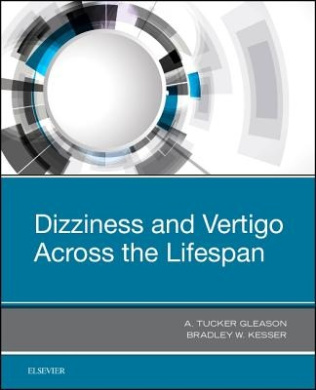 Dizziness and Vertigo
Across the Lifespan
A. TUCKER GLEASON
BRADLEY W. KESSER
ELSEVIER